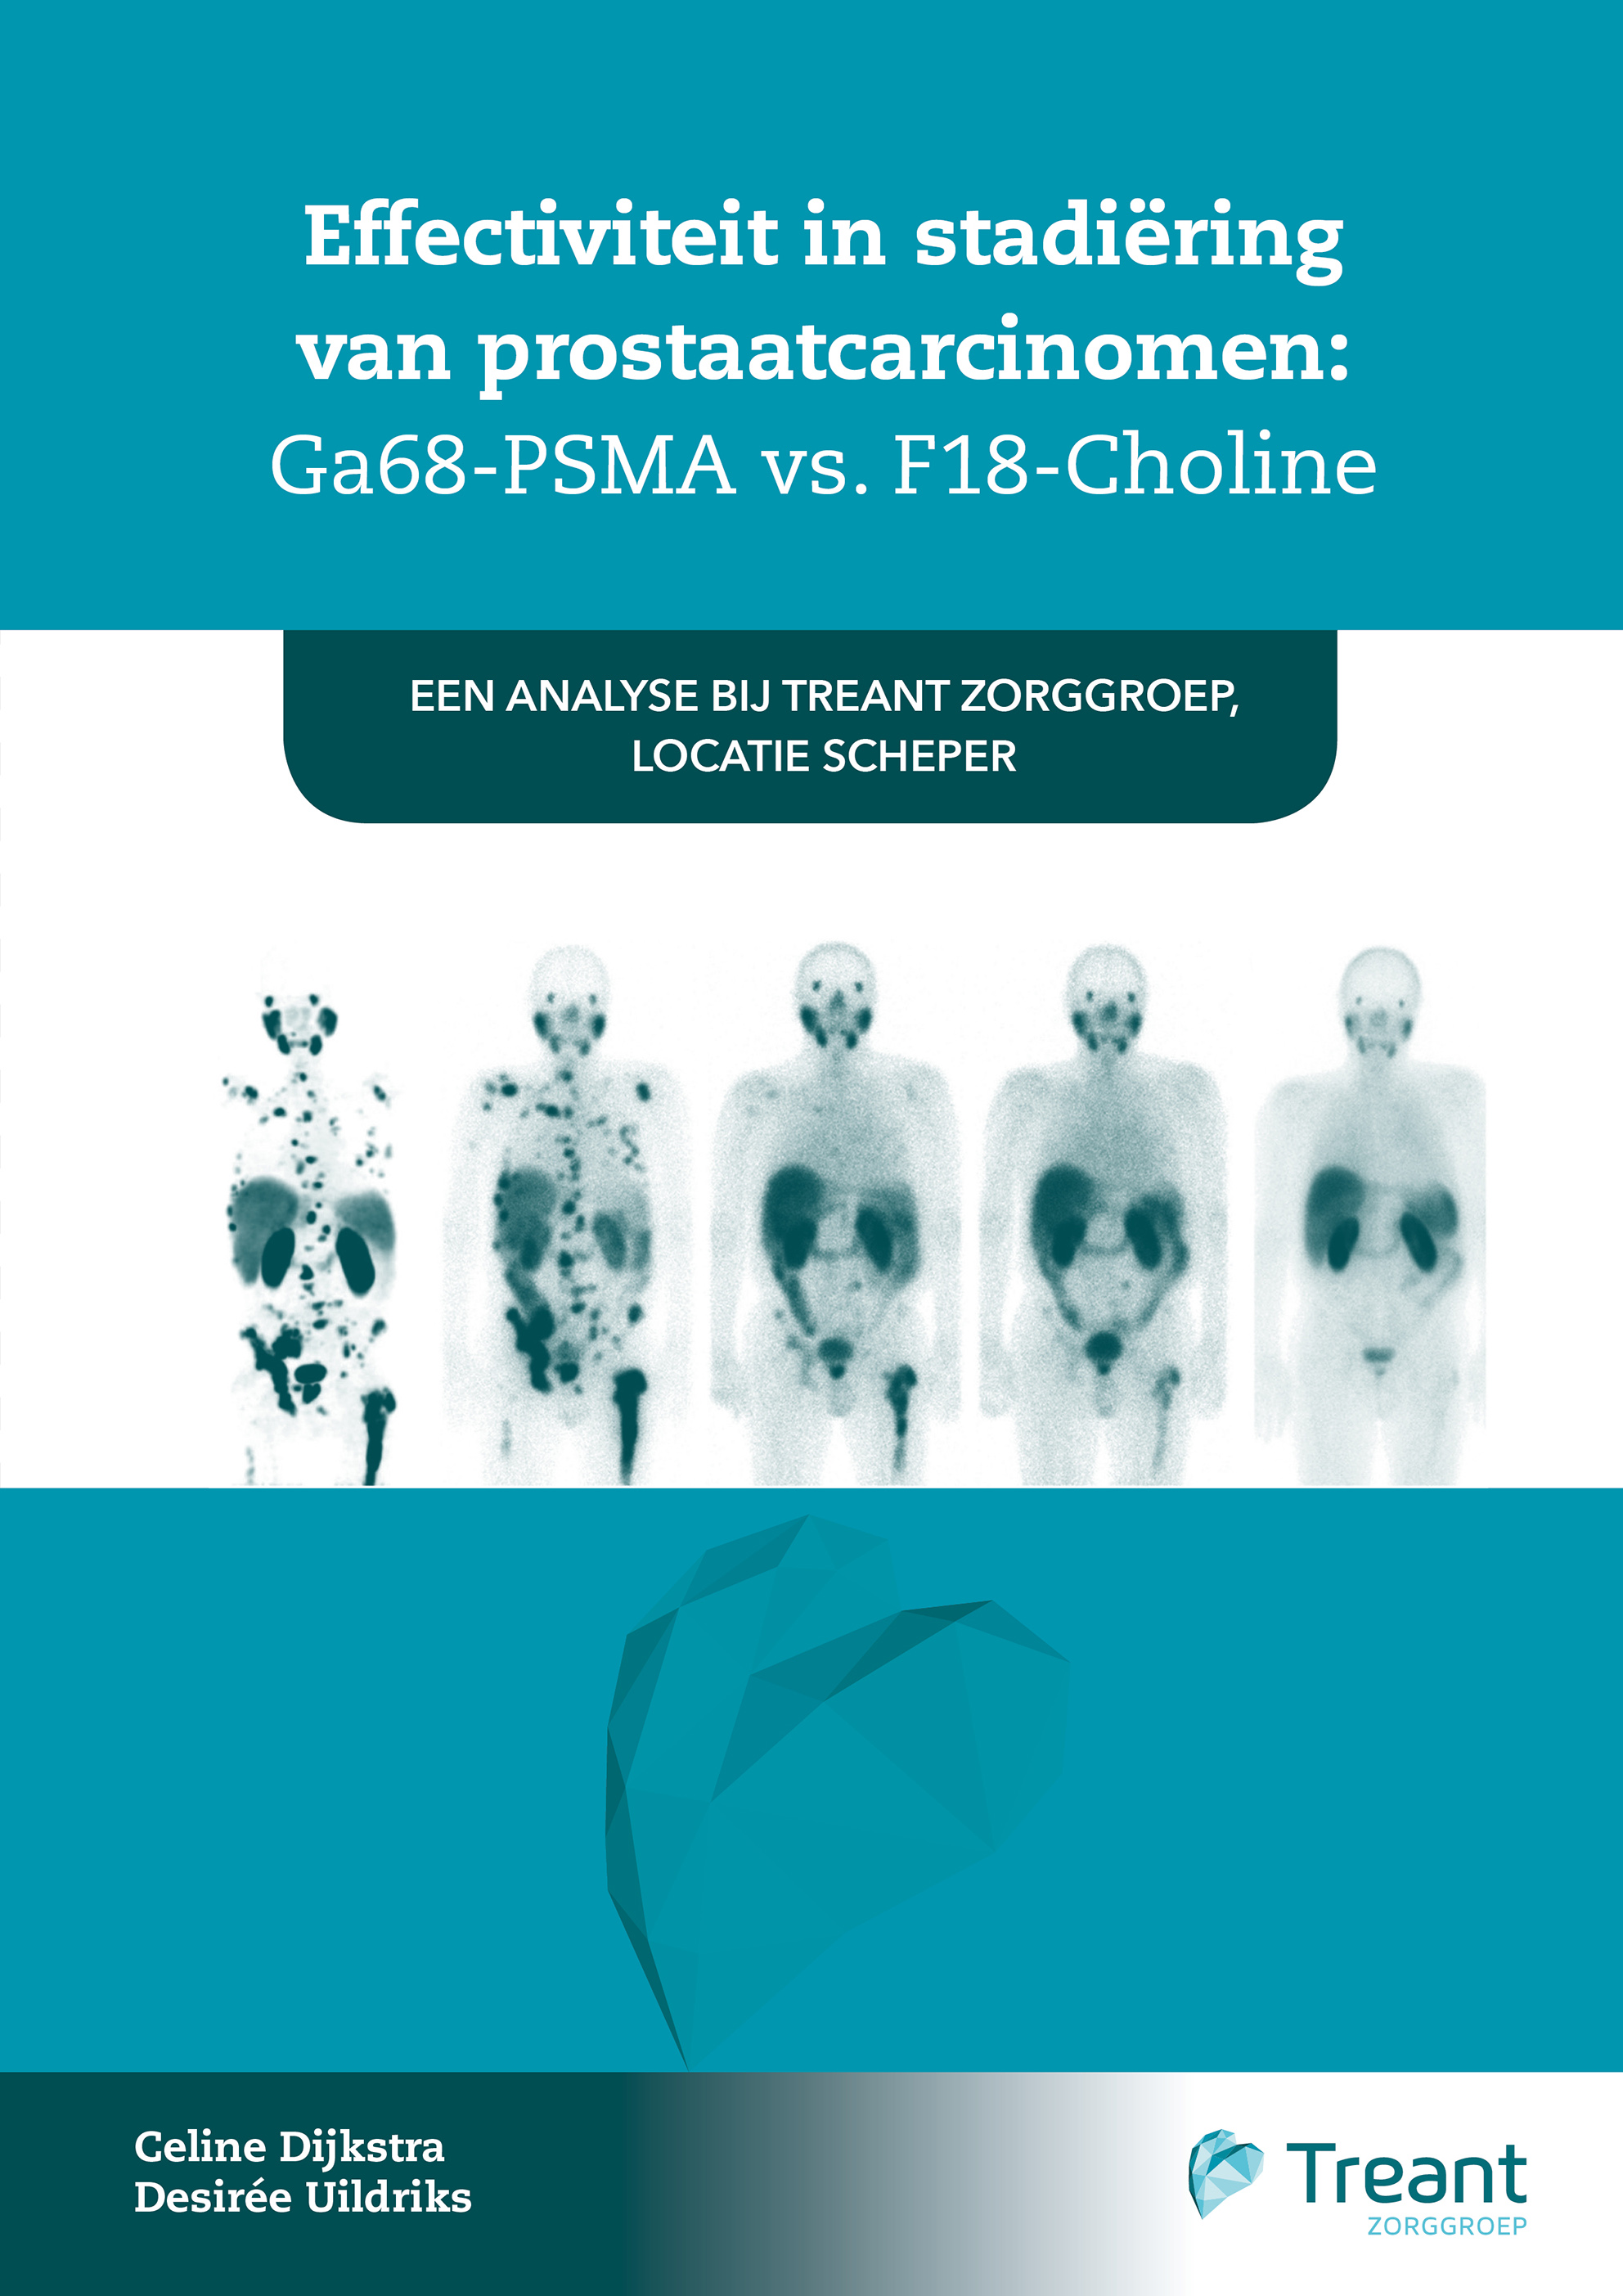 Effectiviteit in stadiëring
van prostaatcarcinomen:
Ga68-PSMA vs. F18-Choline
EEN ANALYSE BIJ TREANT ZORGGROEP,
LOCATIE SCHEPER
Celine Dijkstra
Desirée Uildriks
Treant
ZORGGROEP